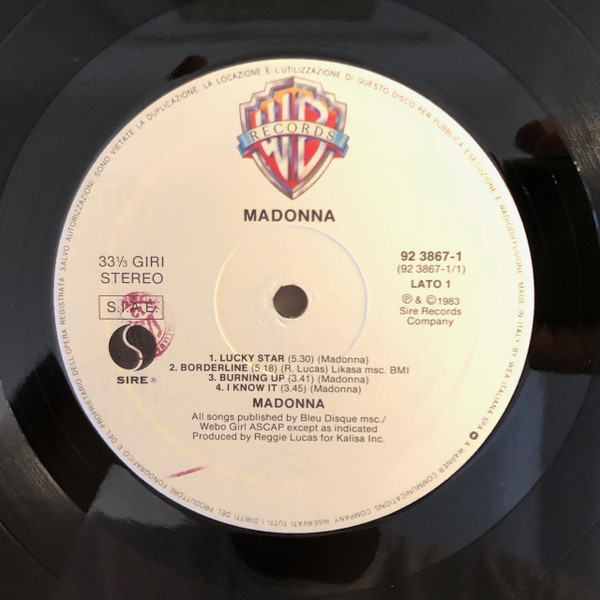 SALVO AUTORIZZAZIONI, SONO VIETATE LA DUPLICAZIONE, LA LOCAZIONE E L'UTILIZZAZIONE DI QUESTO DISCO PER PUBBLICA ESECUZIONE E RADIODIFFUSIONE. MADE IN ITALY BY WEA ITALIANA SPA A WARNER COMMUNICATIONS COMPANY RISERVATI TUTTI I DIRITTI DEL PRODUTTORE FONOGRAFICO E DEL PROPRIETARIO DELL'OPERA REGISTRATA
WB
RECORDS
MADONNA
33⅓ GIRI
STEREO
S.I.A.E.
SIRE®
92 3867-1
(92 3867-1/1)
LATO 1
℗ & ©1983
Sire Records
Company
1. LUCKY STAR (5.30) (Madonna)
2. BORDERLINE (5.18) (R. Lucas) Likasa msc. BMI
3. BURNING UP (3.41) (Madonna)
4. I KNOW IT (3.45) (Madonna)
MADONNA
All songs published by Bleu Disque msc./
Webo Girl ASCAP except as indicated
Produced by Reggie Lucas for Kalisa Inc.